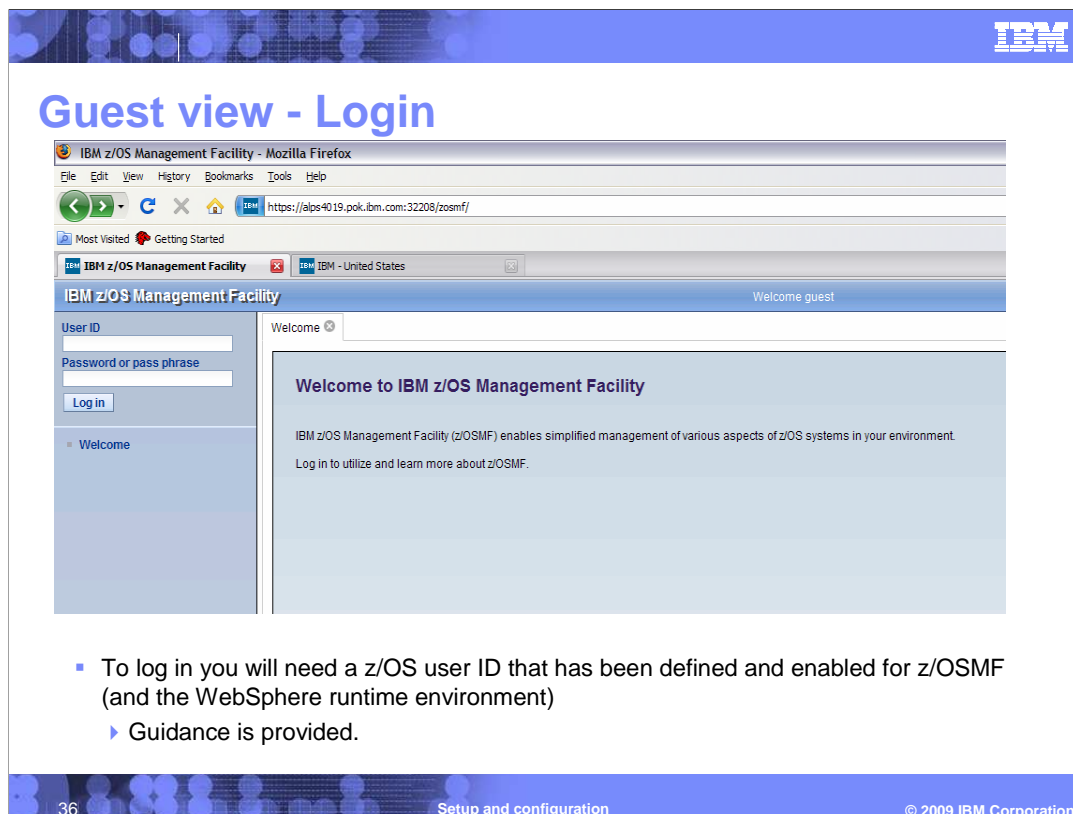 IBM
Guest view - Login
IBM z/OS Management Facility - Mozilla Firefox
File Edit View History Bookmarks Tools Help
IBM https://alps4019.pok.ibm.com:32208/zosmf/
Most Visited Getting Started
IBM IBM z/OS Management Facility IBM IBM - United States
IBM z/OS Management Facility Welcome guest
User ID
Password or pass phrase
Log in
Welcome
Welcome
Welcome to IBM z/OS Management Facility
IBM z/OS Management Facility (z/OSMF) enables simplified management of various aspects of z/OS systems in your environment.
Log in to utilize and learn more about z/OSMF.
To log in you will need a z/OS user ID that has been defined and enabled for z/OSMF
(and the WebSphere runtime environment)
Guidance is provided.
36 Setup and configuration © 2009 IBM Corporation